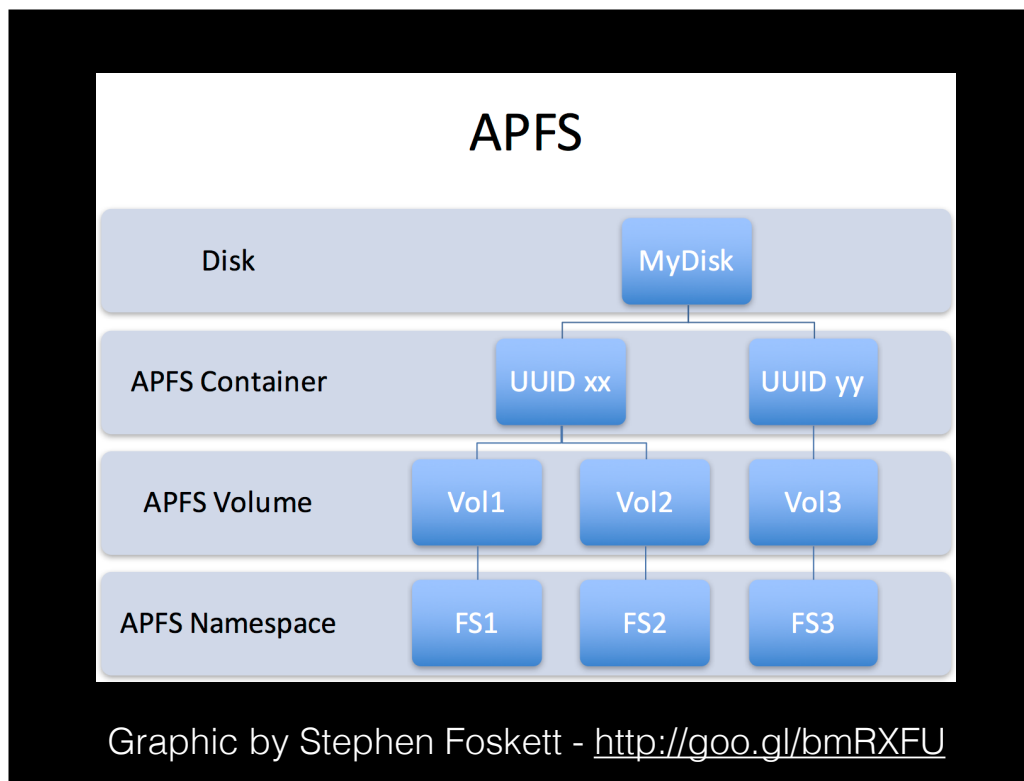 APFS
Disk
MyDisk
APFS Container
UUID xx
UUID yy
APFS Volume
Vol1
Vol2
Vol3
APFS Namespace
FS1
FS2
FS3
Graphic by Stephen Foskett - http://goo.gl/bmRXFU